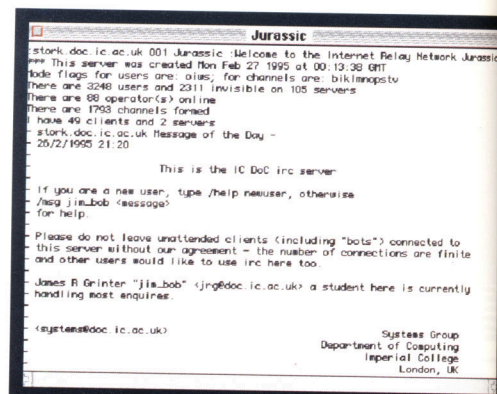 Jurassic
:stork.doc.ic.ac.uk 001 Jurassic :Welcome to the Internet Relay Network Jurassic
*** This server was created Mon Feb 27 1995 at 00:13:38 GMT
Mode flags for users are: oiws; for channels are: biklmnopstv
There are 3248 users and 2311 invisible on 105 servers
There are 88 operator(s) online
There are 1793 channels formed
I have 49 clients and 2 servers
- stork.doc.ic.ac.uk Message of the Day -
- 26/2/1995 21:20
-
- This is the IC DoC irc server
-
- If you are a new user, type /help newuser, otherwise
- /msg jim_bob <message>
- for help.
-
- Please do not leave unattended clients (including "bots") connected to
- this server without our agreement - the number of connections are finite
- and other users would like to use irc here too.
-
- James R Grinter "jim_bob" <jrg@doc.ic.ac.uk> a student here is currently
- handling most enquires.
-
-
- <systems@doc.ic.ac.uk> Systems Group
- Department of Computing
- Imperial College
- London, UK